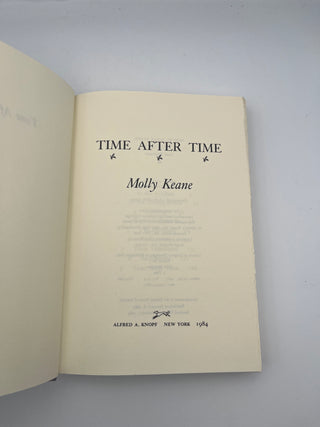 TIME AFTER TIME
Molly Keane
ALFRED A. KNOPF NEW YORK 1984